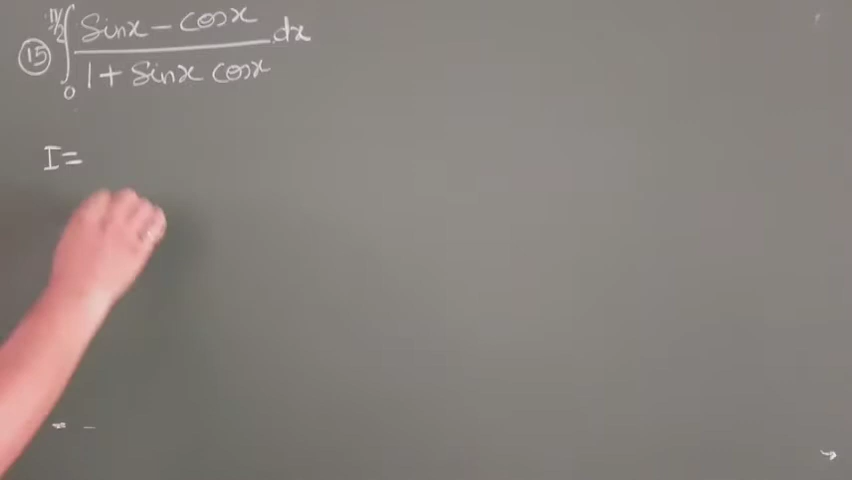 (15) ∫₀^{π/2} (Sinx - cosx)/(1 + Sinx cosx) dx
I =